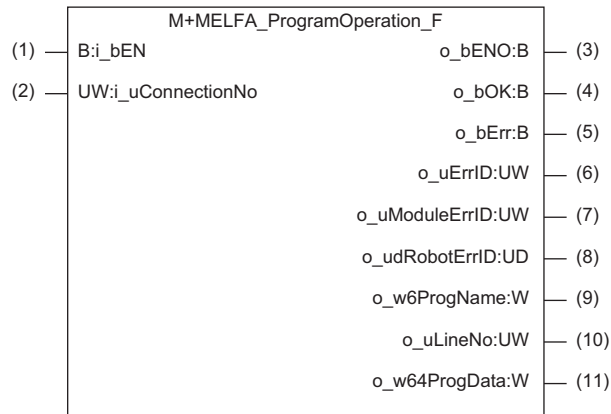 M+MELFA_ProgramOperation_F
(1) B:i_bEN o_bENO:B (3)
(2) UW:i_uConnectionNo o_bOK:B (4)
o_bErr:B (5)
o_uErrID:UW (6)
o_uModuleErrID:UW (7)
o_udRobotErrID:UD (8)
o_w6ProgName:W (9)
o_uLineNo:UW (10)
o_w64ProgData:W (11)